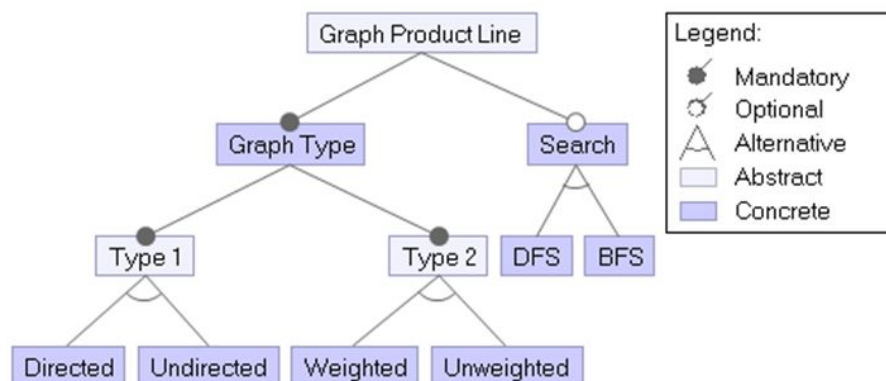 Graph Product Line
Legend:
Mandatory
Optional
Alternative
Abstract
Concrete
Graph Type
Search
Type 1
Type 2
DFS
BFS
Directed
Undirected
Weighted
Unweighted